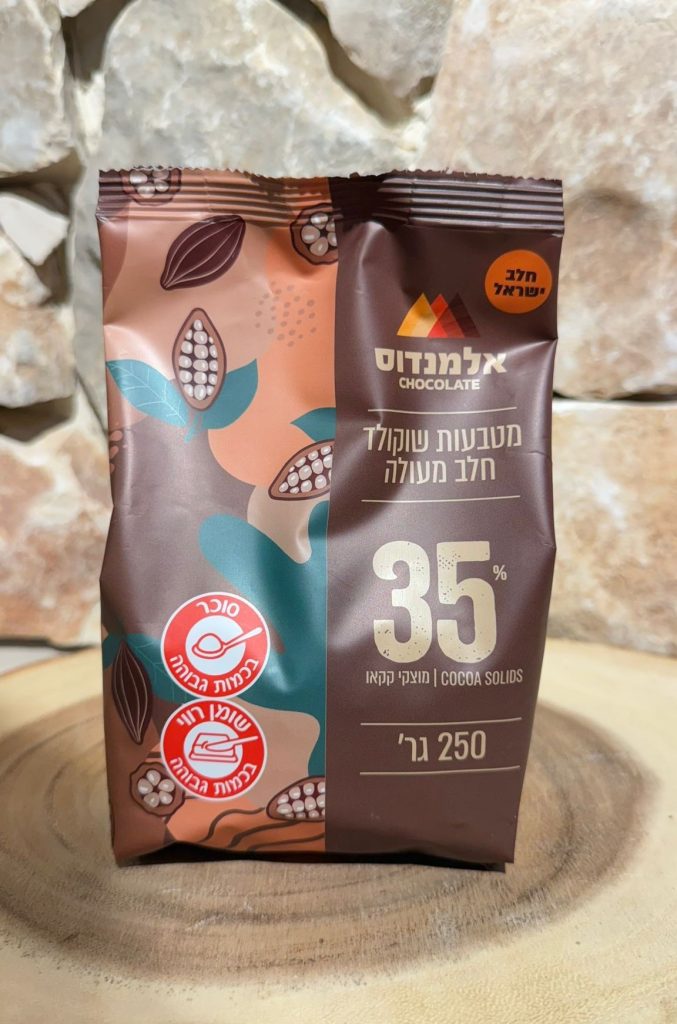 חלב
ישראל
אלמנדוס
CHOCOLATE
מטבעות שוקולד
חלב מעולה
35%
מוצקי קקאו | COCOA SOLIDS
250 גר'
סוכר
בכמות גבוהה
שומן רווי
בכמות גבוהה